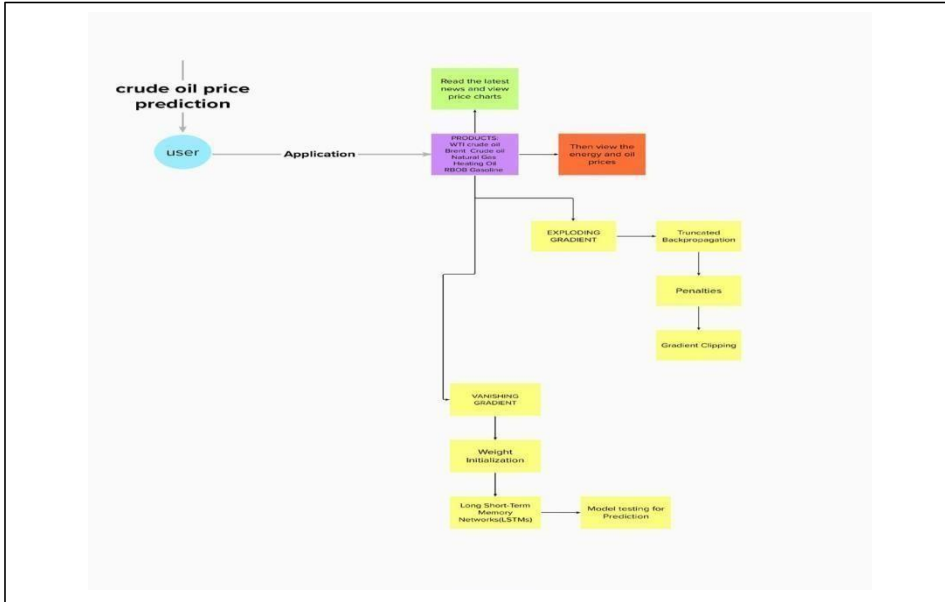 crude oil price
prediction
user
Application
Read the latest
news and view
price charts
PRODUCTS:
WTI crude oil
Brent Crude oil
Natural Gas
Heating Oil
RBOB Gasoline
Then view the
energy and oil
prices
EXPLODING
GRADIENT
Truncated
Backpropagation
Penalties
Gradient Clipping
VANISHING
GRADIENT
Weight
Initialization
Long Short-Term
Memory
Networks(LSTMs)
Model testing for
Prediction